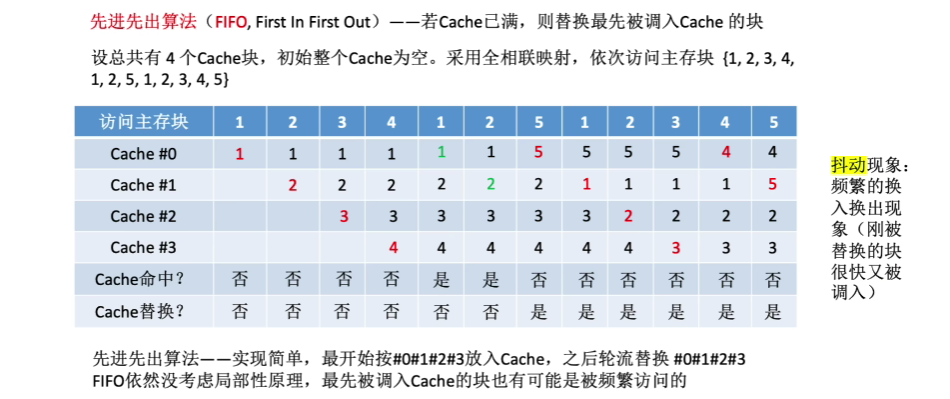 先进先出算法（FIFO, First In First Out）——若Cache已满，则替换最先被调入Cache 的块
设总共有 4 个Cache块，初始整个Cache为空。采用全相联映射，依次访问主存块 {1, 2, 3, 4,
1, 2, 5, 1, 2, 3, 4, 5}
访问主存块 1 2 3 4 1 2 5 1 2 3 4 5
Cache #0 1 1 1 1 1 1 5 5 5 5 4 4
Cache #1 2 2 2 2 2 2 1 1 1 1 5
Cache #2 3 3 3 3 3 3 2 2 2 2
Cache #3 4 4 4 4 4 4 3 3 3
Cache命中? 否 否 否 否 是 是 否 否 否 否 否 否
Cache替换? 否 否 否 否 否 否 是 是 是 是 是 是
抖动现象：
频繁的换
入换出现
象（刚被
替换的块
很快又被
调入）
先进先出算法——实现简单，最开始按#0#1#2#3放入Cache，之后轮流替换 #0#1#2#3
FIFO依然没考虑局部性原理，最先被调入Cache的块也有可能是被频繁访问的